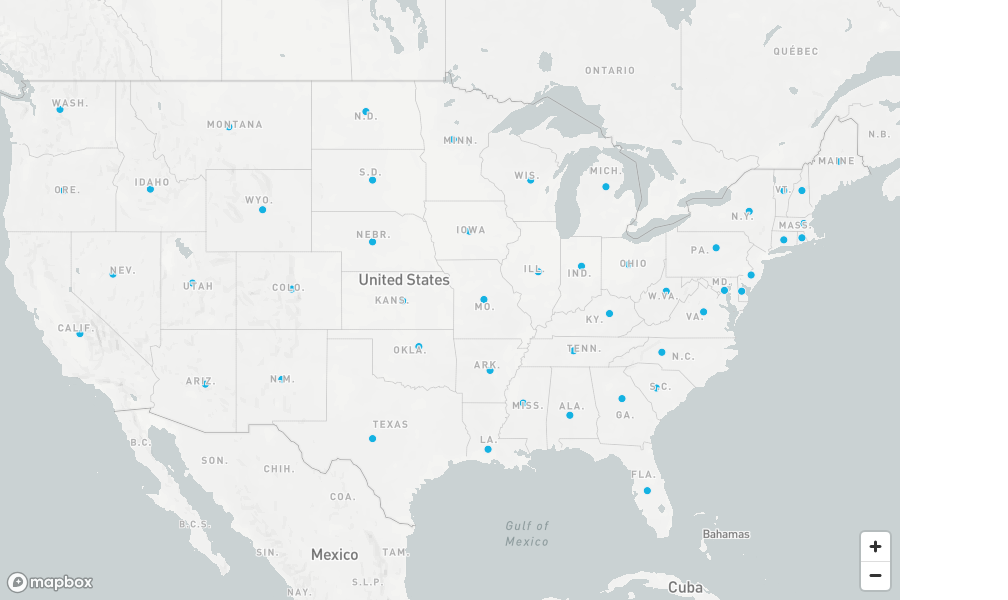 QUÉBEC
ONTARIO
WASH.
MONTANA
N.D.
MINN.
N.B.
MAINE
ORE.
IDAHO
S.D.
WIS.
MICH.
VT.
WYO.
N.Y.
MASS.
NEBR.
IOWA
PA.
NEV.
UTAH
COLO.
United States
ILL.
IND.
OHIO
MD.
KANS.
MO.
W.VA.
KY.
VA.
CALIF.
OKLA.
TENN.
N.C.
ARIZ.
N.M.
ARK.
S.C.
MISS.
ALA.
GA.
TEXAS
LA.
B.C.
SON.
CHIH.
FLA.
COA.
B.C.S.
Gulf of
Mexico
Bahamas
SIN.
Mexico
TAM.
S.L.P.
NAY.
Cuba
mapbox
+
−